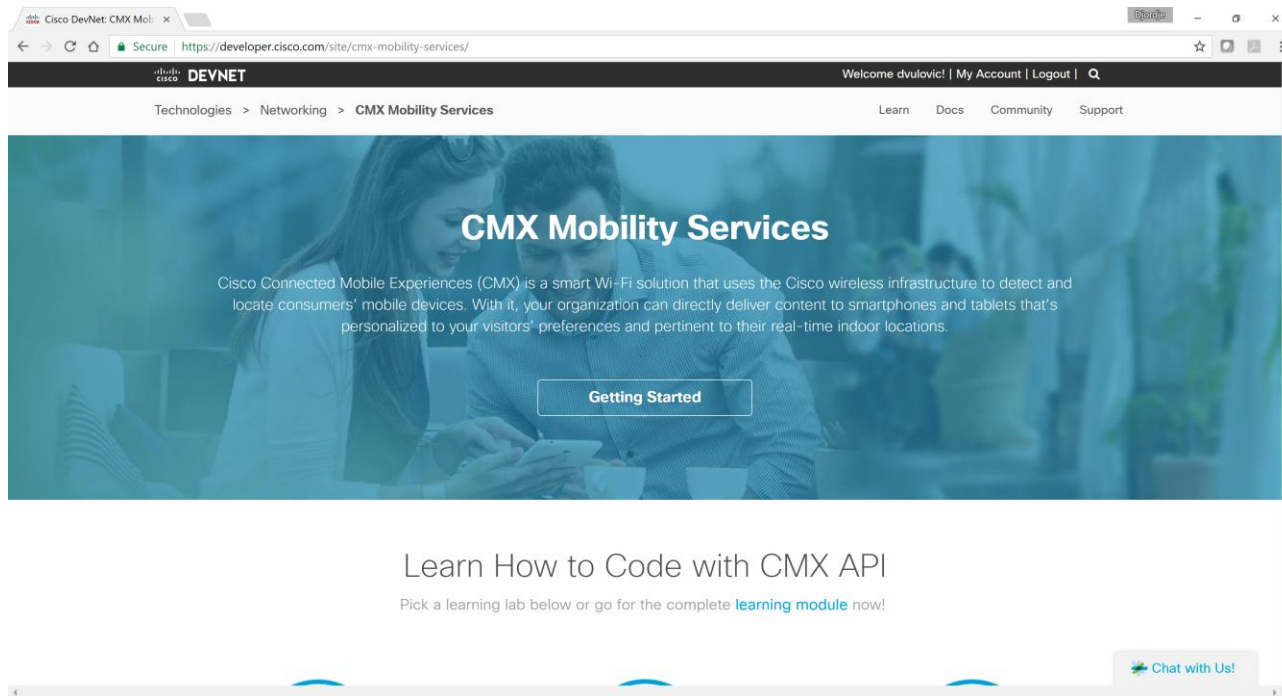 Cisco DevNet: CMX Mob
Djordje
Secure https://developer.cisco.com/site/cmx-mobility-services/
cisco DEVNET
Welcome dvulovic! | My Account | Logout |
Technologies > Networking > CMX Mobility Services
Learn Docs Community Support
CMX Mobility Services
Cisco Connected Mobile Experiences (CMX) is a smart Wi-Fi solution that uses the Cisco wireless infrastructure to detect and
locate consumers' mobile devices. With it, your organization can directly deliver content to smartphones and tablets that's
personalized to your visitors' preferences and pertinent to their real-time indoor locations.
Getting Started
Learn How to Code with CMX API
Pick a learning lab below or go for the complete learning module now!
Chat with Us!